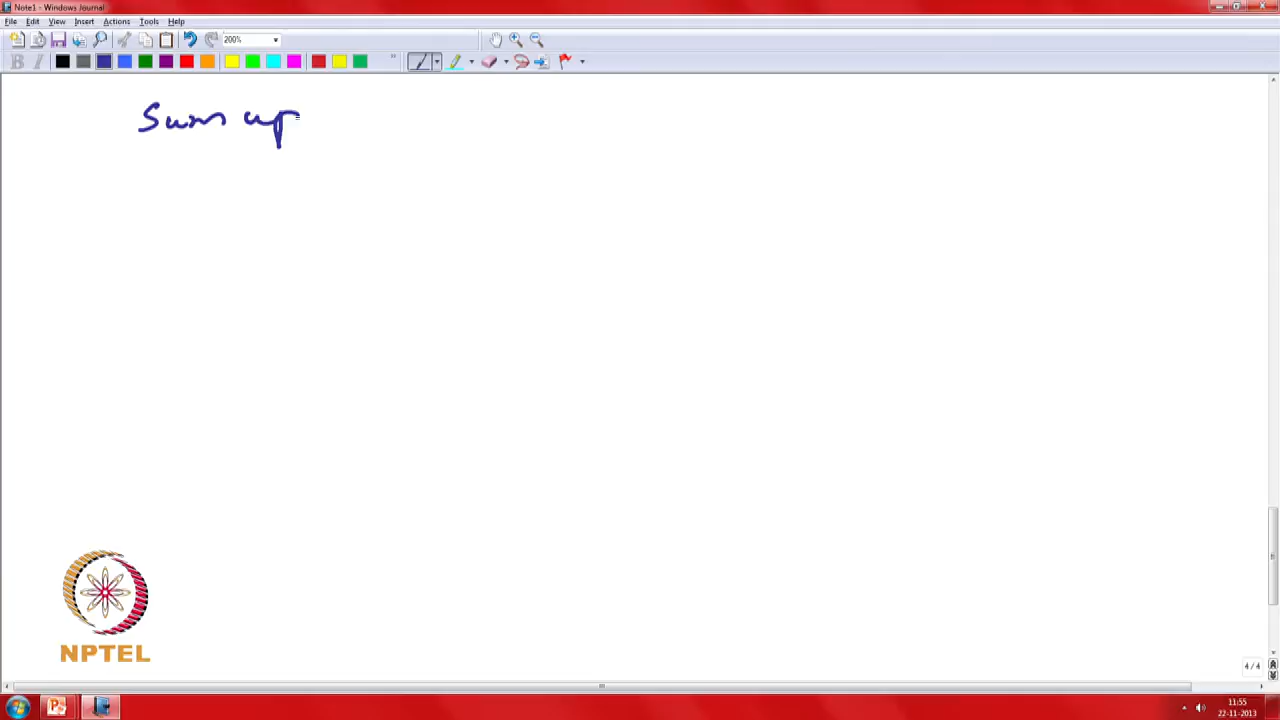 Note1 - Windows Journal
File Edit View Insert Actions Tools Help
200%
B I
Sum up
NPTEL
4 / 4
11:55
22-11-2013